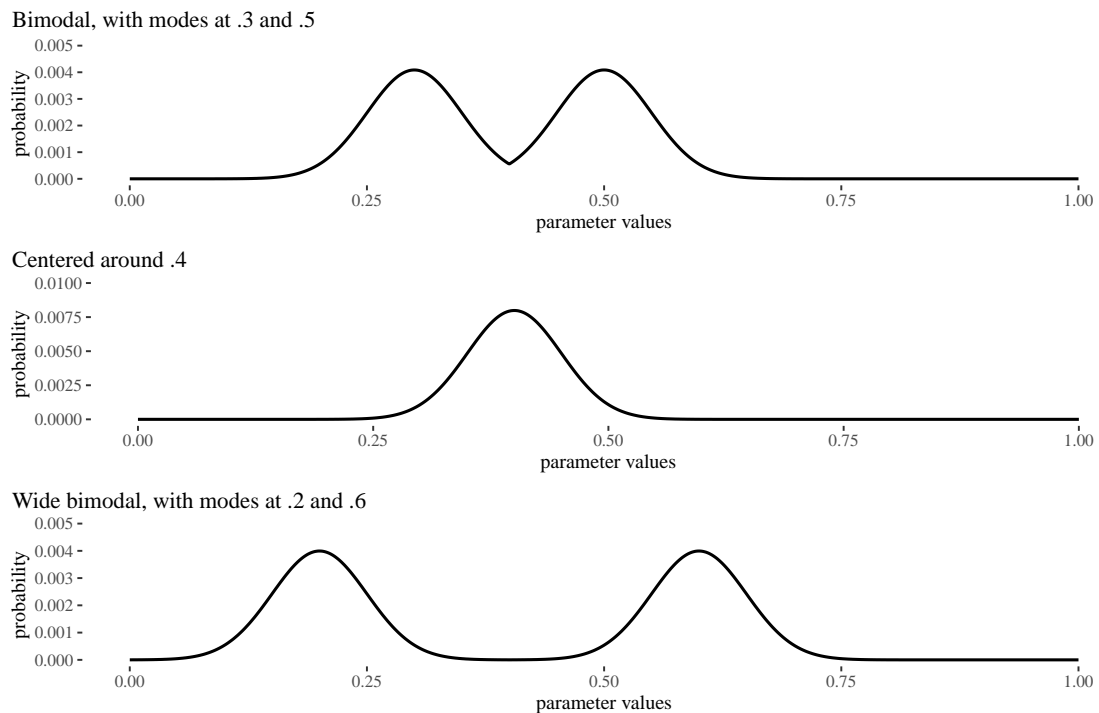 Bimodal, with modes at .3 and .5
probability
0.005
0.004
0.003
0.002
0.001
0.000
0.00 0.25 0.50 0.75 1.00
parameter values
Centered around .4
probability
0.0100
0.0075
0.0050
0.0025
0.0000
0.00 0.25 0.50 0.75 1.00
parameter values
Wide bimodal, with modes at .2 and .6
probability
0.005
0.004
0.003
0.002
0.001
0.000
0.00 0.25 0.50 0.75 1.00
parameter values